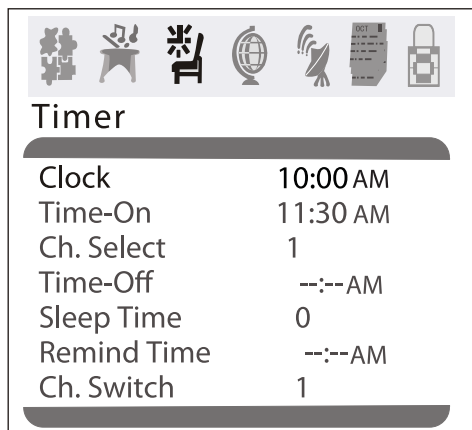 OCT
Timer
Clock 10:00 AM
Time-On 11:30 AM
Ch. Select 1
Time-Off --:-- AM
Sleep Time 0
Remind Time --:-- AM
Ch. Switch 1